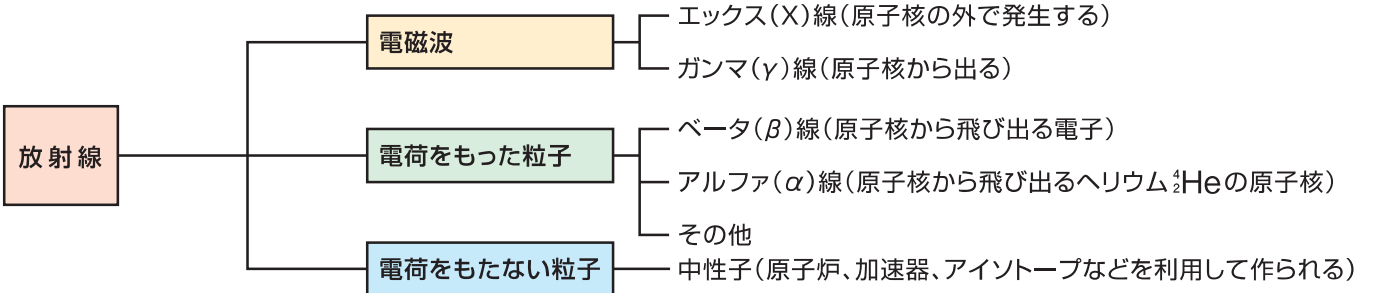 放射線
電磁波
エックス(X)線(原子核の外で発生する)
ガンマ(γ)線(原子核から出る)
電荷をもった粒子
ベータ(β)線(原子核から飛び出る電子)
アルファ(α)線(原子核から飛び出るヘリウム⁴₂Heの原子核)
その他
電荷をもたない粒子
中性子(原子炉、加速器、アイソトープなどを利用して作られる)